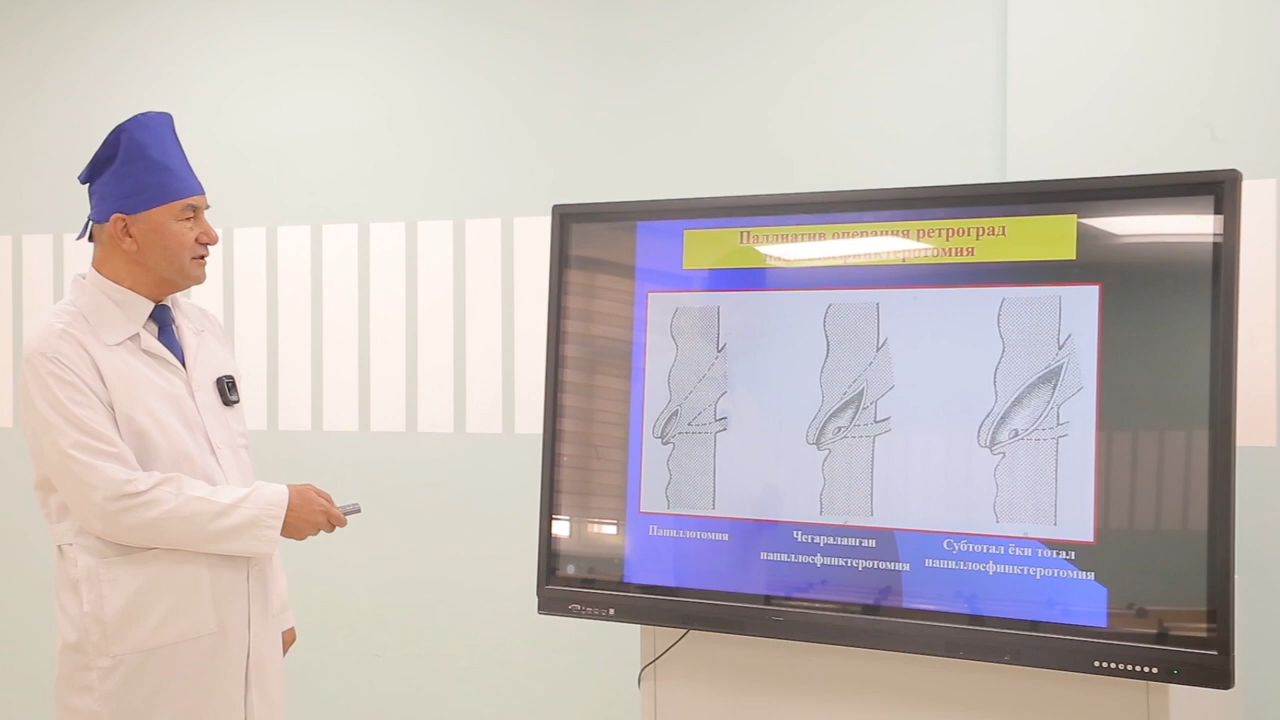 Паллиатив операция ретроград
папиллосфинктеротомия
Папиллотомия
Чегараланган
папиллосфинктеротомия
Субтотал ёки тотал
папиллосфинктеротомия